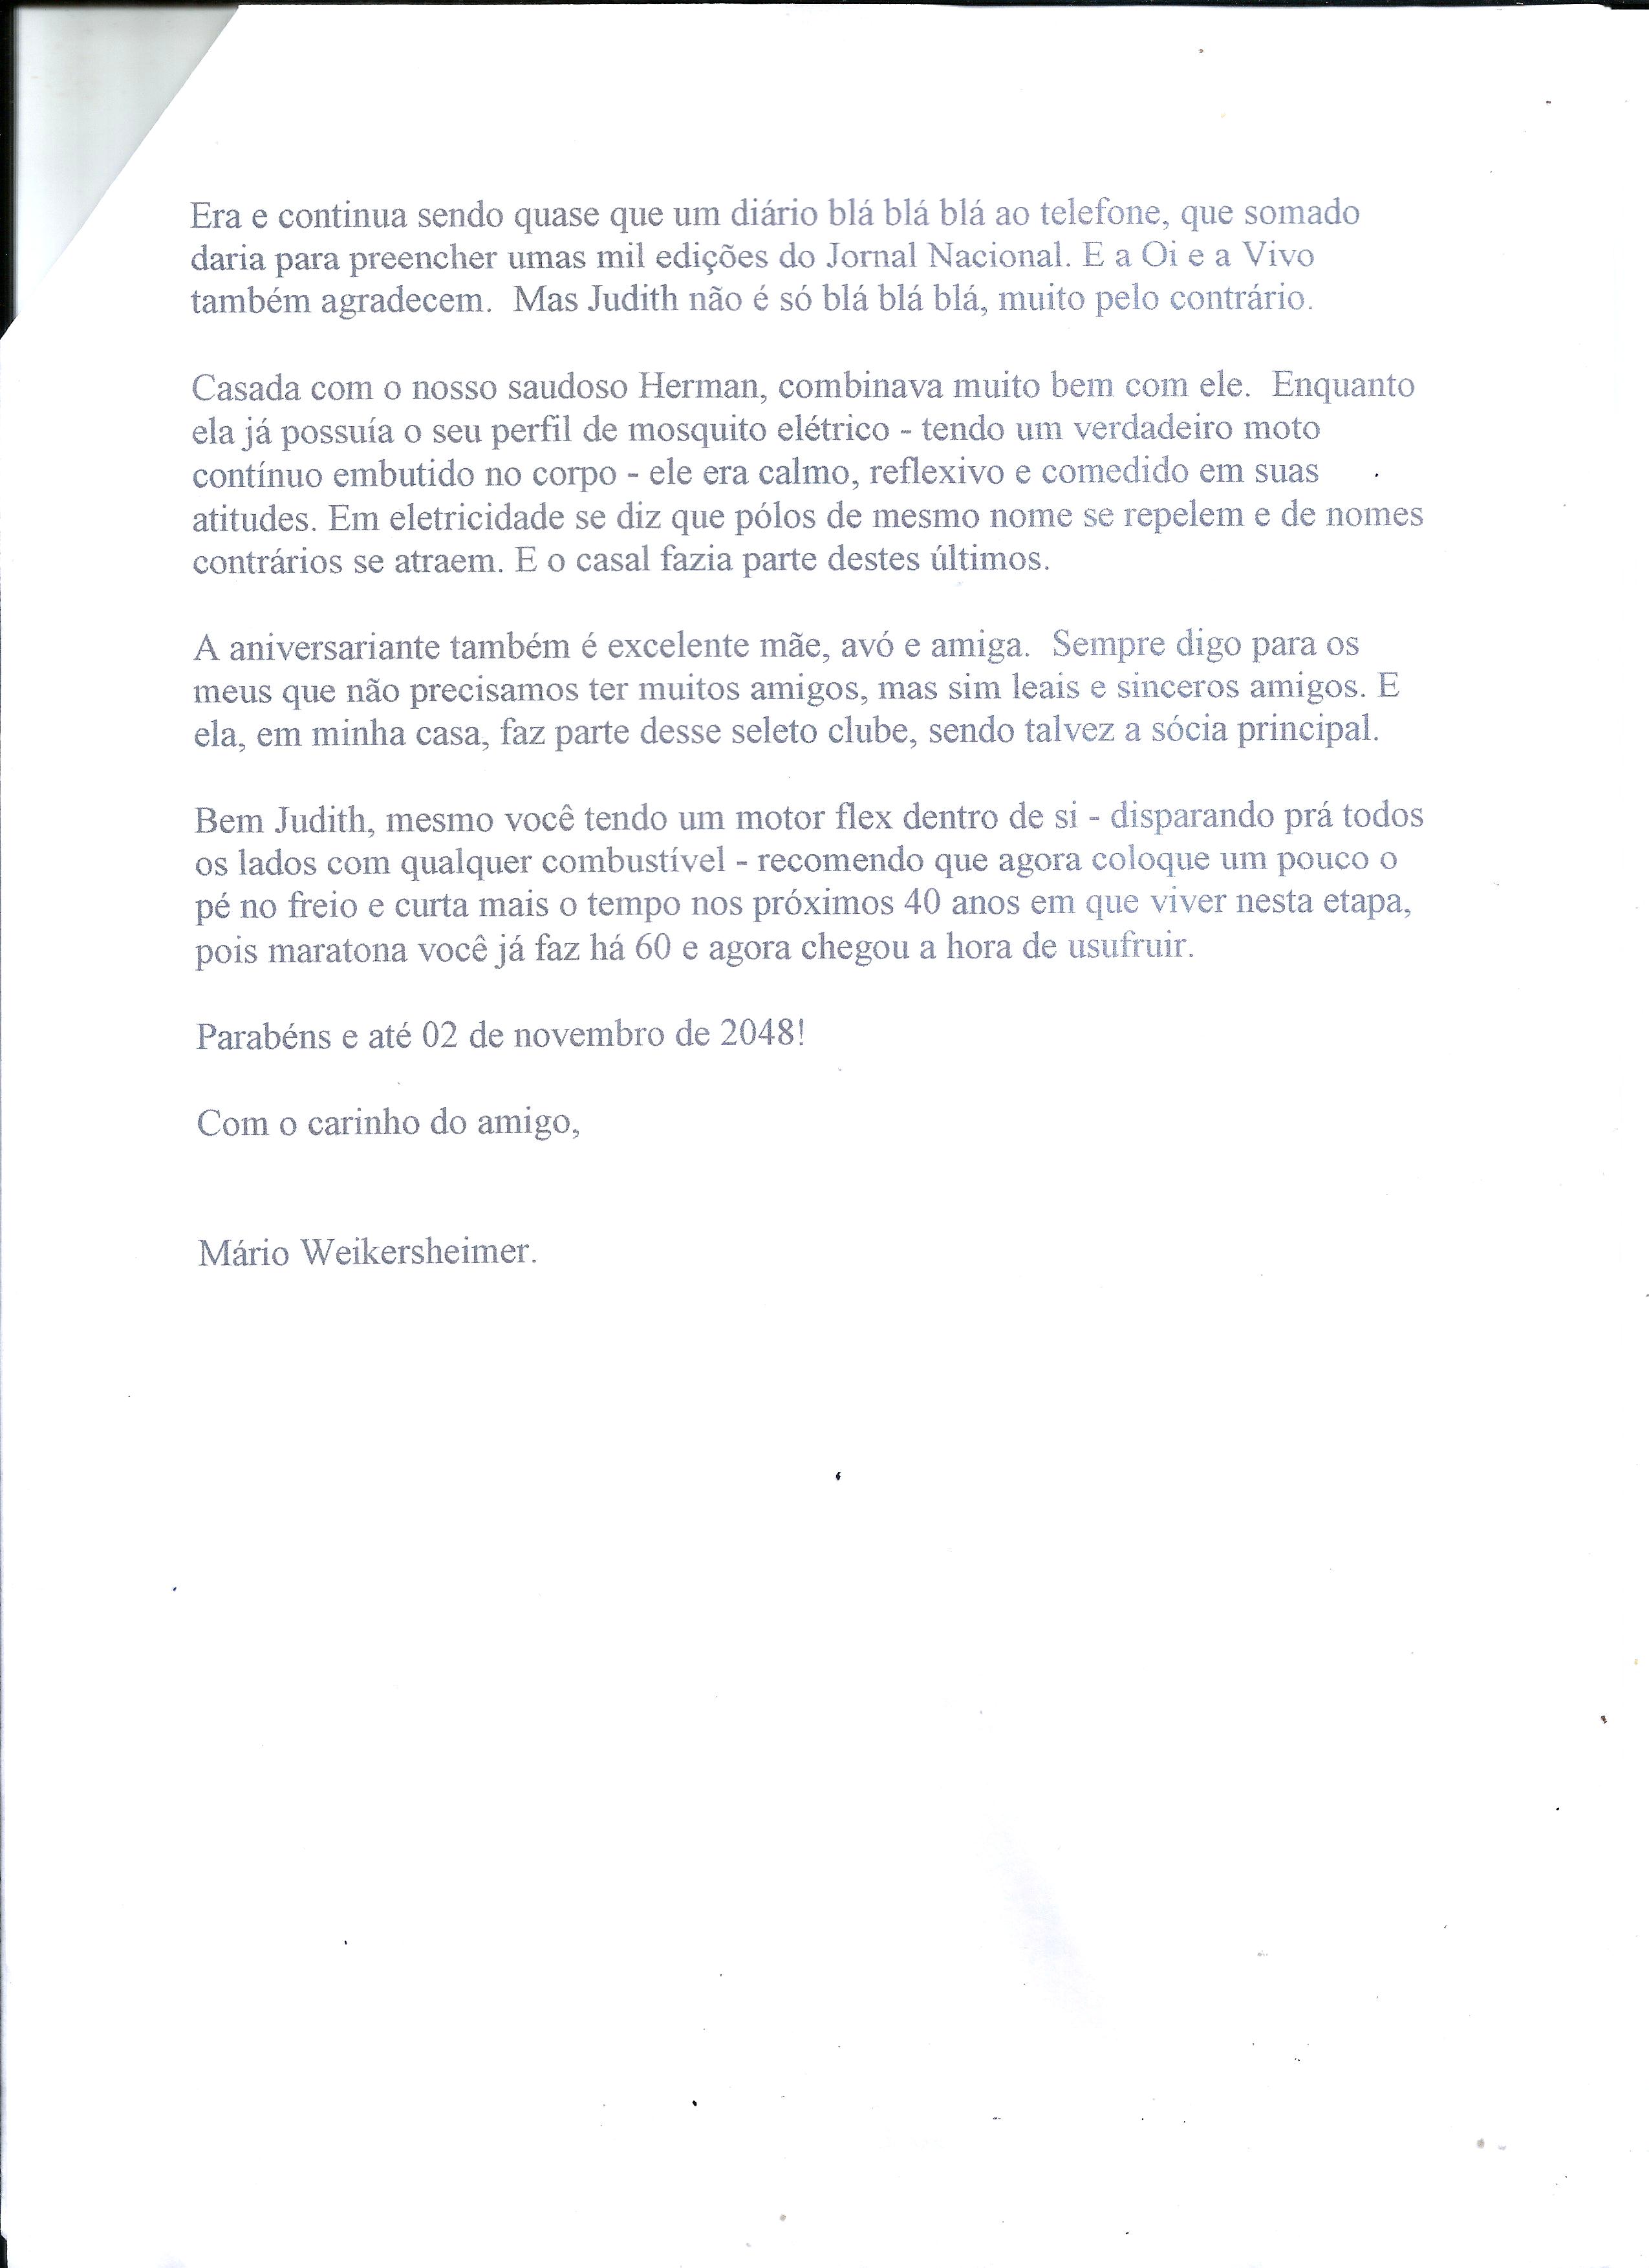 Era e continua sendo quase que um diário blá blá blá ao telefone, que somado
daria para preencher umas mil edições do Jornal Nacional. E a Oi e a Vivo
também agradecem.  Mas Judith não é só blá blá blá, muito pelo contrário.
Casada com o nosso saudoso Herman, combinava muito bem com ele.  Enquanto
ela já possuía o seu perfil de mosquito elétrico - tendo um verdadeiro moto
contínuo embutido no corpo - ele era calmo, reflexivo e comedido em suas
atitudes. Em eletricidade se diz que pólos de mesmo nome se repelem e de nomes
contrários se atraem. E o casal fazia parte destes últimos.
A aniversariante também é excelente mãe, avó e amiga.  Sempre digo para os
meus que não precisamos ter muitos amigos, mas sim leais e sinceros amigos. E
ela, em minha casa, faz parte desse seleto clube, sendo talvez a sócia principal.
Bem Judith, mesmo você tendo um motor flex dentro de si - disparando prá todos
os lados com qualquer combustível - recomendo que agora coloque um pouco o
pé no freio e curta mais o tempo nos próximos 40 anos em que viver nesta etapa,
pois maratona você já faz há 60 e agora chegou a hora de usufruir.
Parabéns e até 02 de novembro de 2048!
Com o carinho do amigo,
Mário Weikersheimer.